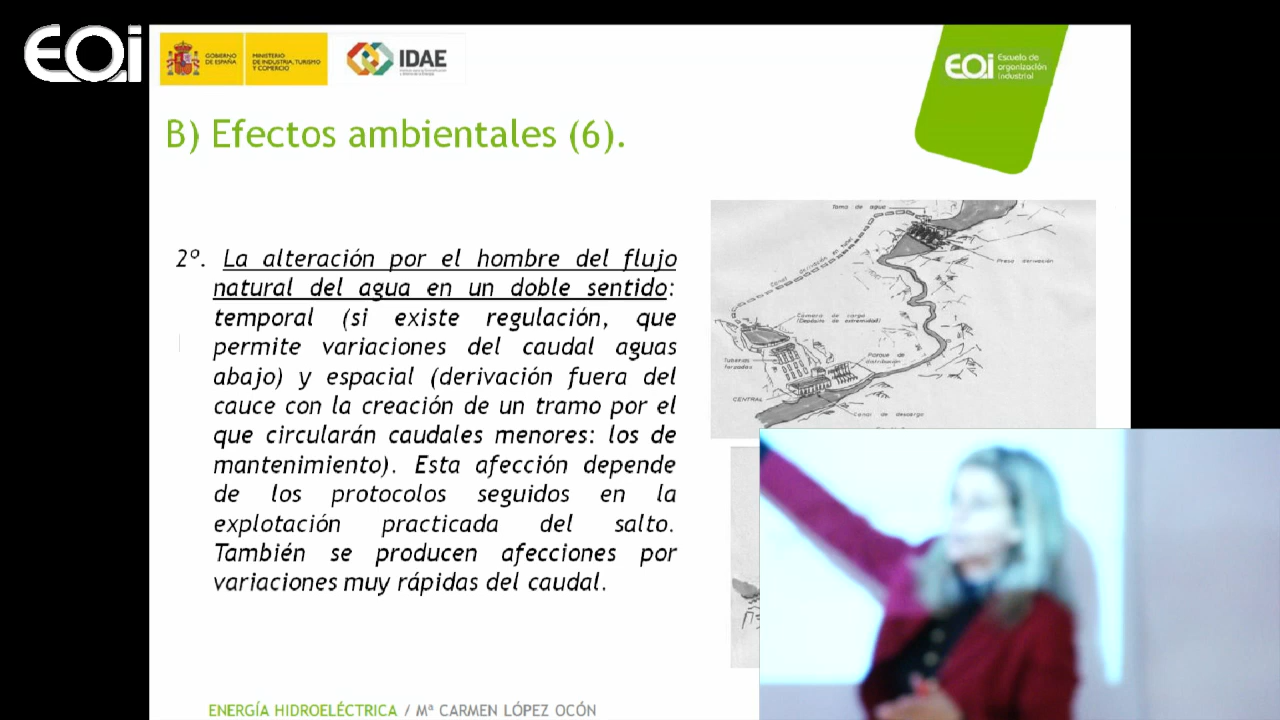 EOi
GOBIERNO DE ESPAÑA
MINISTERIO DE INDUSTRIA, TURISMO Y COMERCIO
IDAE
EOi Escuela de organización industrial
B) Efectos ambientales (6).
2º. La alteración por el hombre del flujo
natural del agua en un doble sentido:
temporal (si existe regulación, que
permite variaciones del caudal aguas
abajo) y espacial (derivación fuera del
cauce con la creación de un tramo por el
que circularán caudales menores: los de
mantenimiento). Esta afección depende
de los protocolos seguidos en la
explotación practicada del salto.
También se producen afecciones por
variaciones muy rápidas del caudal.
Toma de agua
Presa derivación
Cámara de carga
Parque de
distribución
Tuberias
forzadas
CENTRAL
Canal de descarga
ENERGÍA HIDROELÉCTRICA / Mª CARMEN LÓPEZ OCÓN